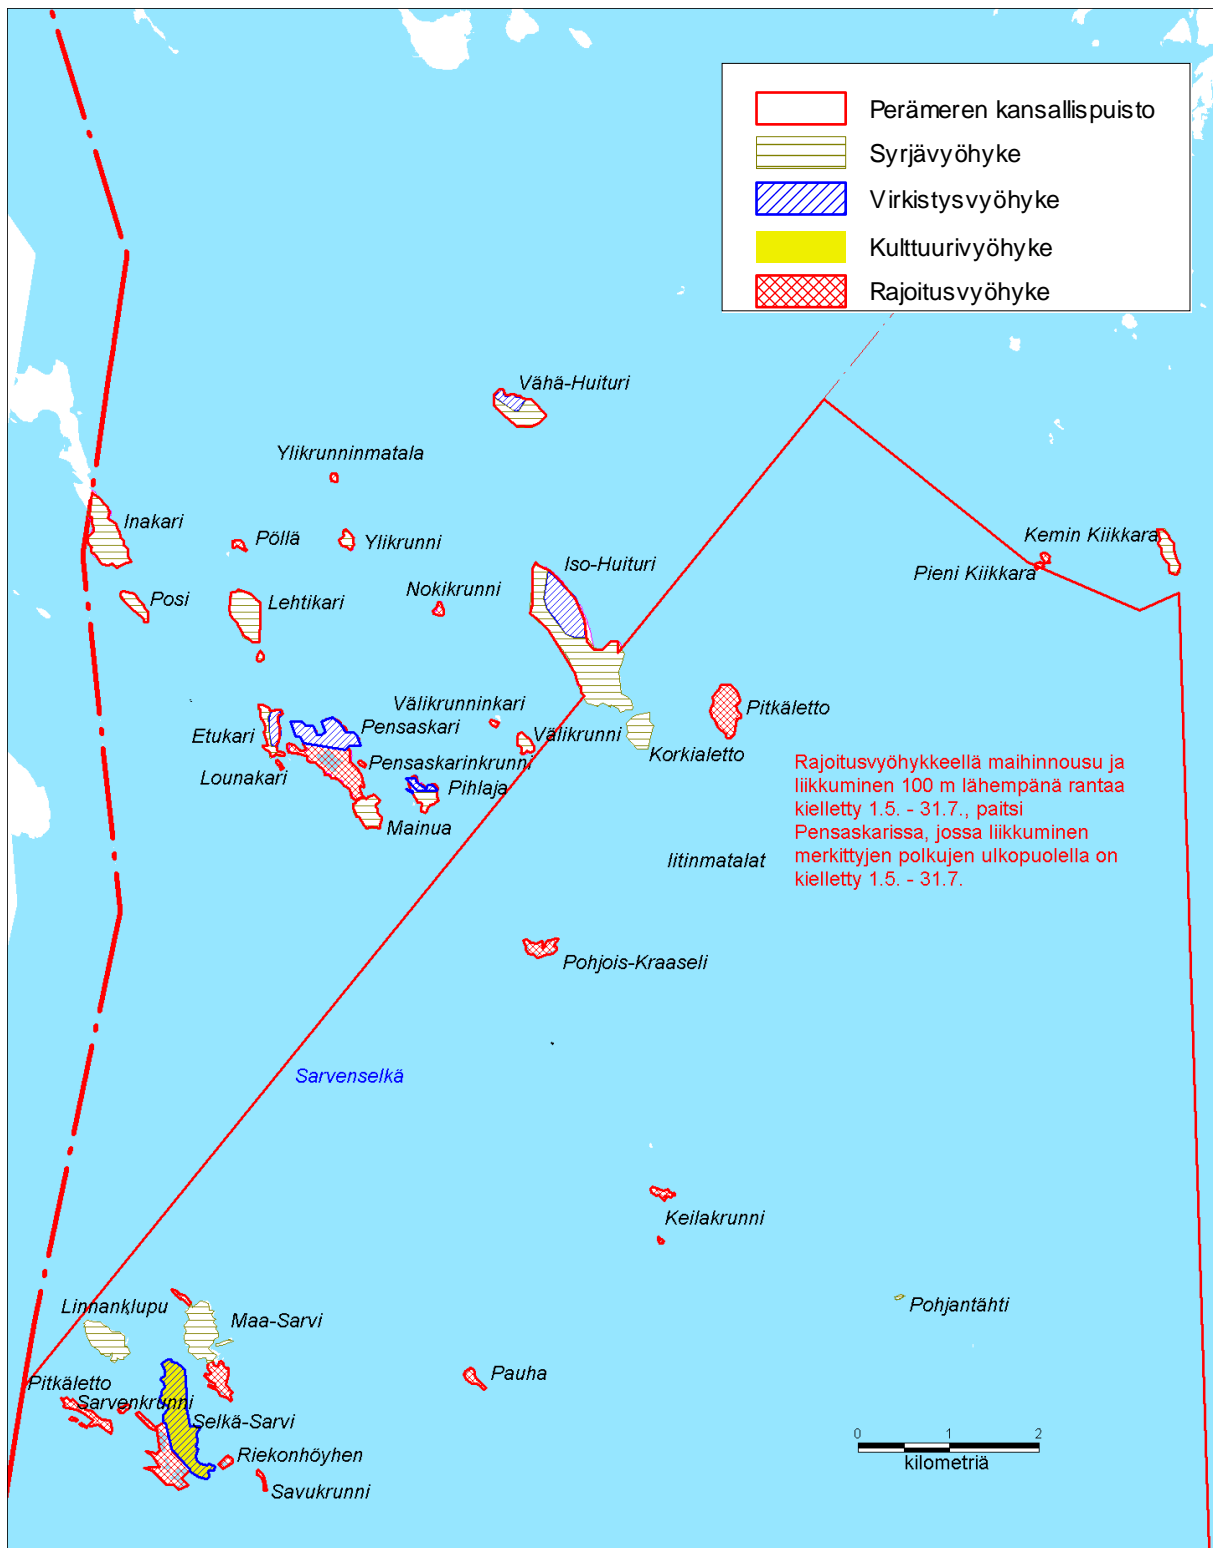 Perämeren kansallispuisto
Syrjävyöhyke
Virkistysvyöhyke
Kulttuurivyöhyke
Rajoitusvyöhyke
Vähä-Huituri
Ylikrunninmatala
Inakari
Pöllä
Ylikrunni
Kemin Kiikkara
Iso-Huituri
Pieni Kiikkara
Posi
Lehtikari
Nokikrunni
Välikrunninkari
Pitkäletto
Etukari
Pensaskari
Välikrunni
Korkialetto
Lounakari
Pensaskarinkrunni
Pihlaja
Mainua
Rajoitusvyöhykkeellä maihinnousu ja
liikkuminen 100 m lähempänä rantaa
kielletty 1.5. - 31.7., paitsi
Pensaskarissa, jossa liikkuminen
merkittyjen polkujen ulkopuolella on
kielletty 1.5. - 31.7.
Iitinmatalat
Pohjois-Kraaseli
Sarvenselkä
Keilakrunni
Linnanklupu
Maa-Sarvi
Pohjantähti
Pauha
Pitkäletto
Sarvenkrunni
Selkä-Sarvi
Riekonhöyhen
Savukrunni
0 1 2
kilometriä